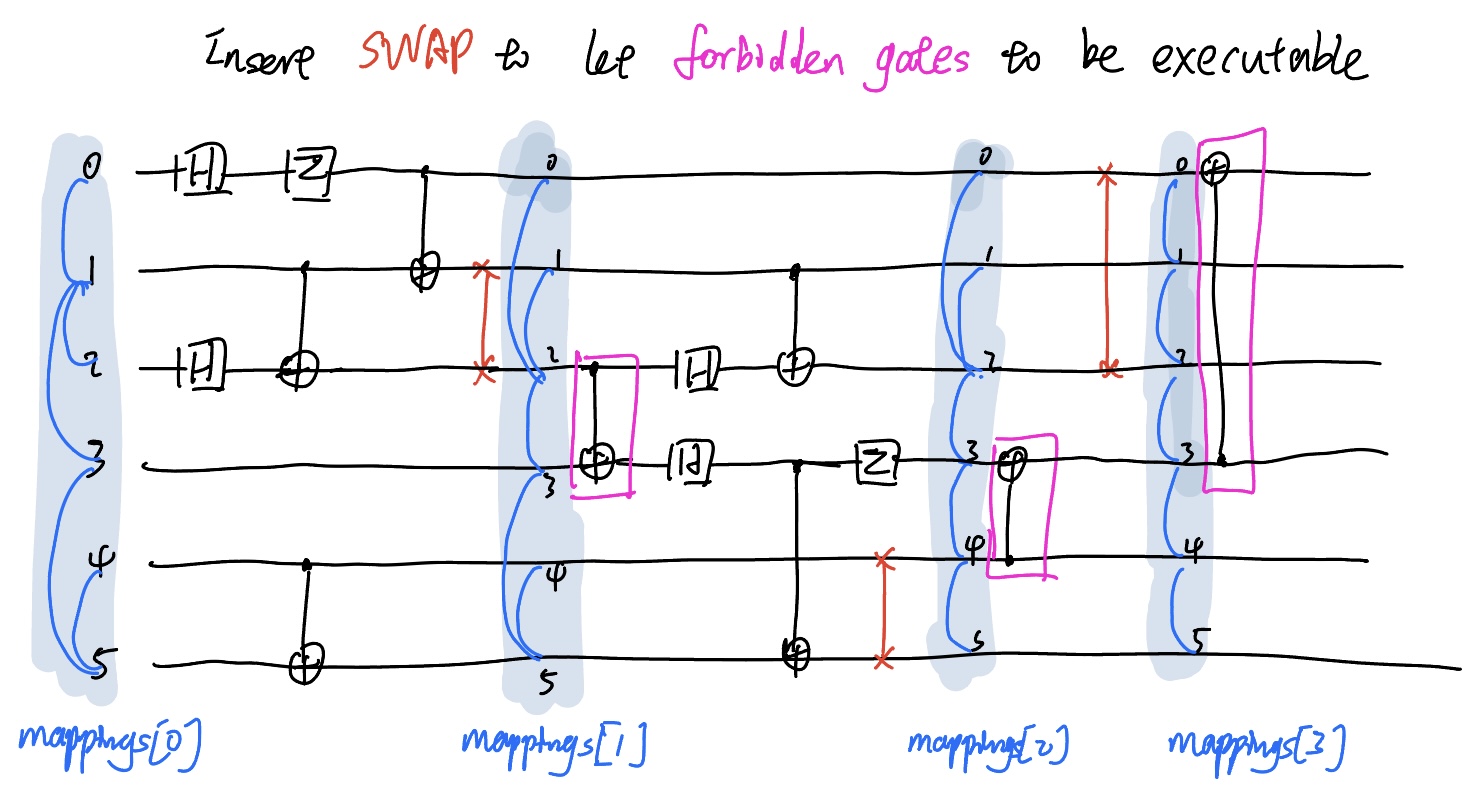 Insert SWAP to let forbidden gates to be executable
0 H Z 0 0 0
1 1 1 1
2 H 2 H 2 2
3 3 Id Z 3 3
4 4 4 4
5 5 5 5
mappings[0] mappings[1] mappings[2] mappings[3]